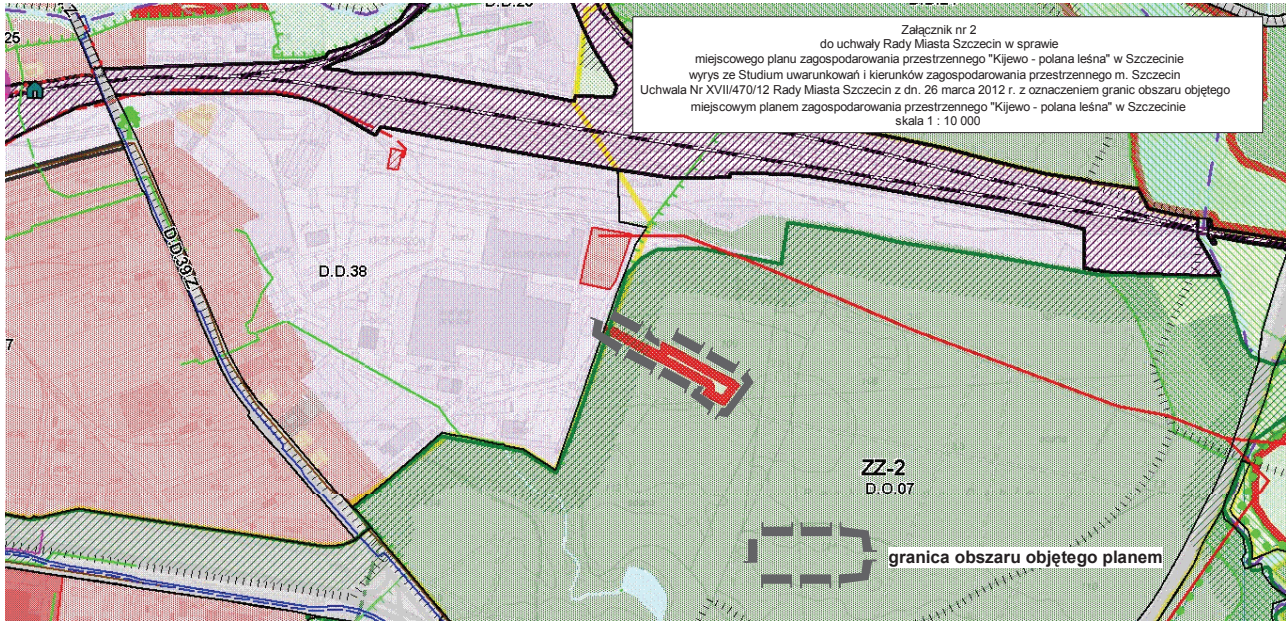 D.D.20
25
Załącznik nr 2
do uchwały Rady Miasta Szczecin w sprawie
miejscowego planu zagospodarowania przestrzennego "Kijewo - polana leśna" w Szczecinie
wyrys ze Studium uwarunkowań i kierunków zagospodarowania przestrzennego m. Szczecin
Uchwala Nr XVII/470/12 Rady Miasta Szczecin z dn. 26 marca 2012 r. z oznaczeniem granic obszaru objętego
miejscowym planem zagospodarowania przestrzennego "Kijewo - polana leśna" w Szczecinie
skala 1 : 10 000
D.D.39.Z.
D.D.38
7
ZZ-2
D.O.07
granica obszaru objętego planem